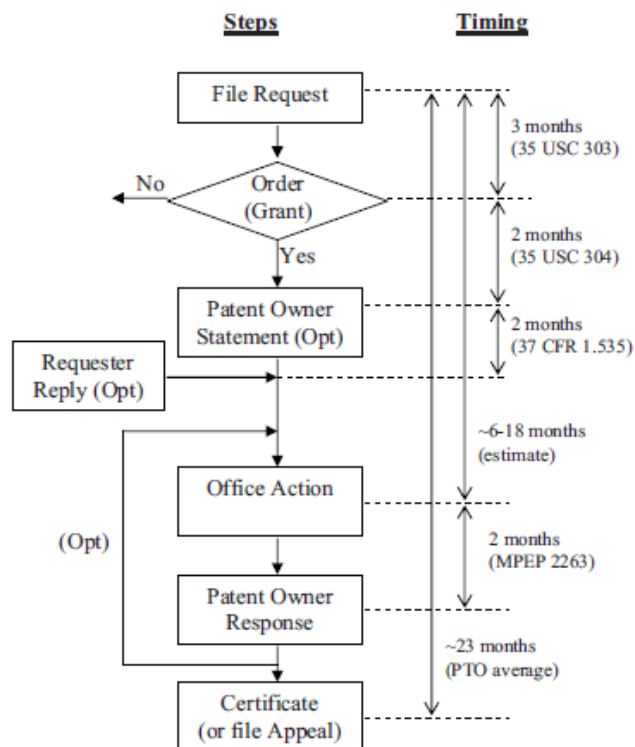 Steps
Timing
File Request
3 months
(35 USC 303)
No
Order
(Grant)
Yes
2 months
(35 USC 304)
Patent Owner
Statement (Opt)
2 months
(37 CFR 1.535)
Requester
Reply (Opt)
~6-18 months
(estimate)
Office Action
(Opt)
2 months
(MPEP 2263)
Patent Owner
Response
~23 months
(PTO average)
Certificate
(or file Appeal)